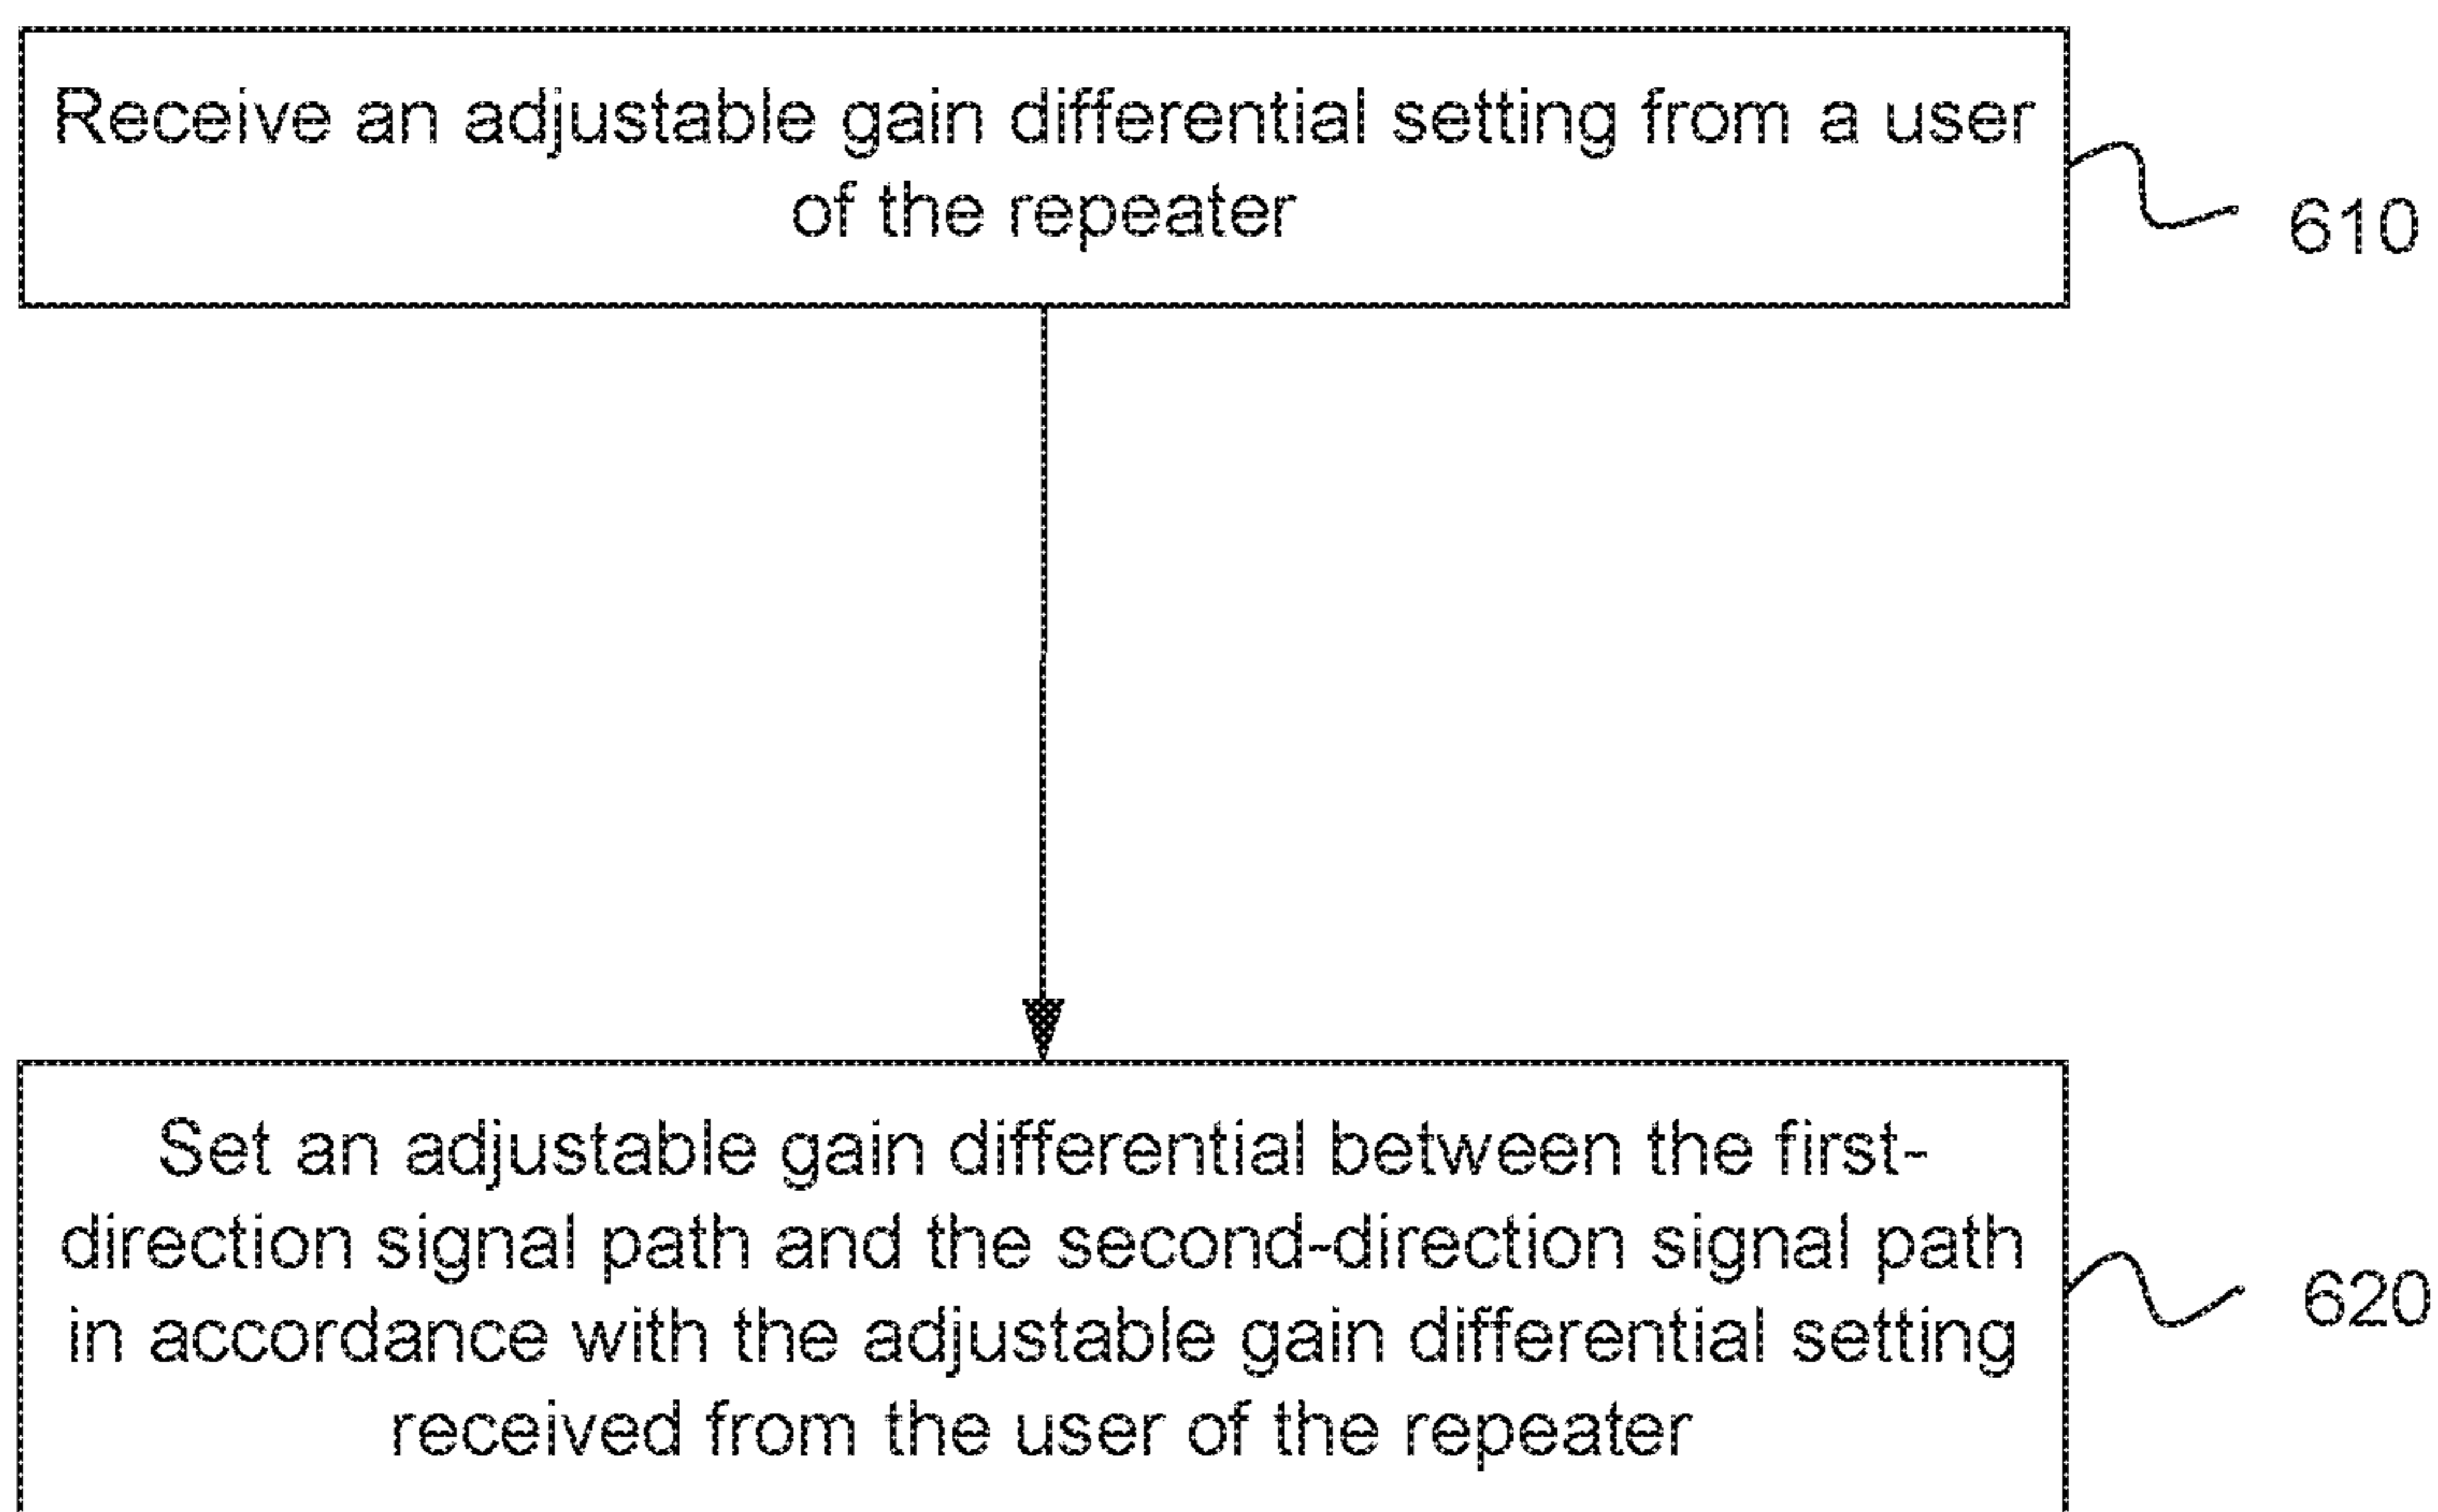 Receive an adjustable gain differential setting from a user
of the repeater
610
Set an adjustable gain differential between the first-
direction signal path and the second-direction signal path
in accordance with the adjustable gain differential setting
received from the user of the repeater
620